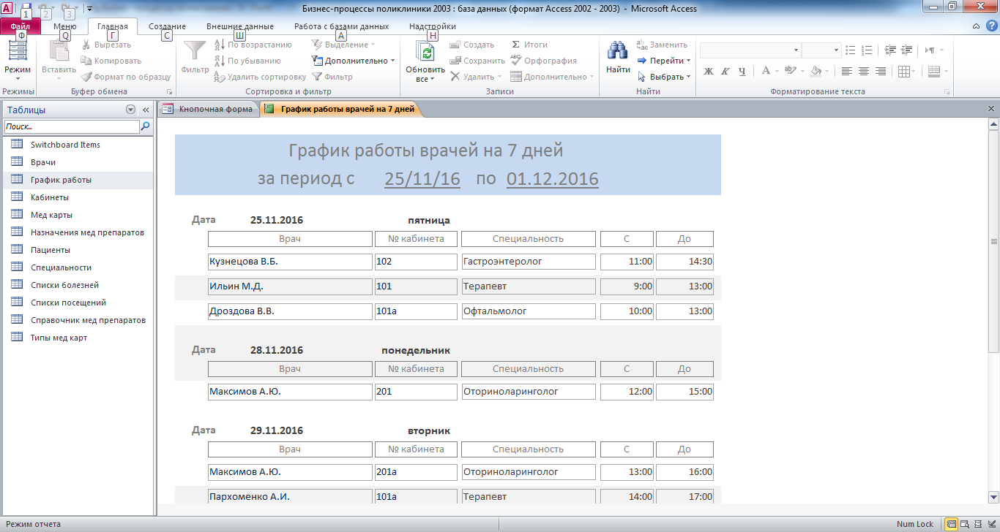 Бизнес-процессы поликлиники 2003 : база данных (формат Access 2002 - 2003) - Microsoft Access
1 2 3
Файл Меню Главная Создание Внешние данные Работа с базами данных Надстройки
Ф Q Г С Ш А Н
Режим
Режимы
Вставить
Вырезать
Копировать
Формат по образцу
Буфер обмена
Фильтр
По возрастанию
По убыванию
Удалить сортировку
Выделение
Дополнительно
Фильтр
Сортировка и фильтр
Обновить
все
Создать
Сохранить
Удалить
Итоги
Орфография
Дополнительно
Записи
Найти
Заменить
Перейти
Выбрать
Найти
Ж К Ч
Форматирование текста
Таблицы
Поиск...
Switchboard Items
Врачи
График работы
Кабинеты
Мед карты
Назначения мед препаратов
Пациенты
Специальности
Списки болезней
Списки посещений
Справочник мед препаратов
Типы мед карт
Кнопочная форма График работы врачей на 7 дней
График работы врачей на 7 дней
за период с 25/11/16 по 01.12.2016
Дата 25.11.2016 пятница
Врач № кабинета Специальность С До
Кузнецова В.Б. 102 Гастроэнтеролог 11:00 14:30
Ильин М.Д. 101 Терапевт 9:00 13:00
Дроздова В.В. 101а Офтальмолог 10:00 13:00
Дата 28.11.2016 понедельник
Врач № кабинета Специальность С До
Максимов А.Ю. 201 Оториноларинголог 12:00 15:00
Дата 29.11.2016 вторник
Врач № кабинета Специальность С До
Максимов А.Ю. 201а Оториноларинголог 13:00 16:00
Пархоменко А.И. 101а Терапевт 14:00 17:00
Режим отчета Num Lock